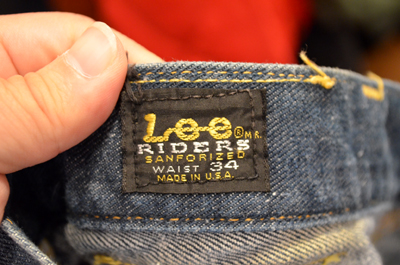 Lee ® M.R.
RIDERS
SANFORIZED
WAIST 34
MADE IN U.S.A.